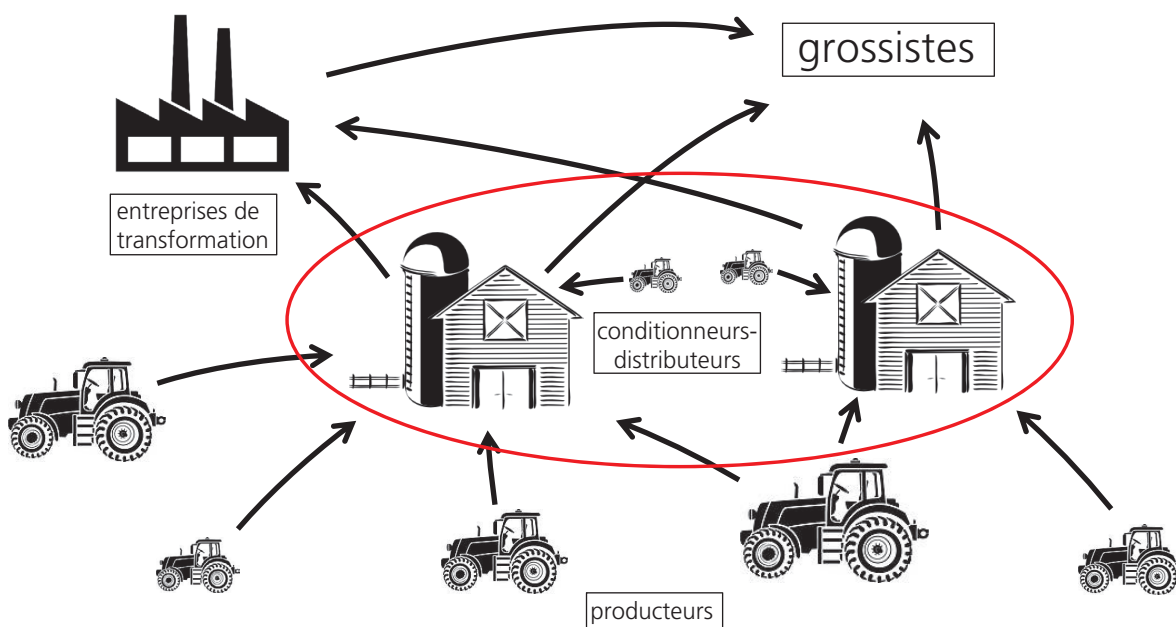 grossistes
entreprises de
transformation
conditionneurs-
distributeurs
producteurs